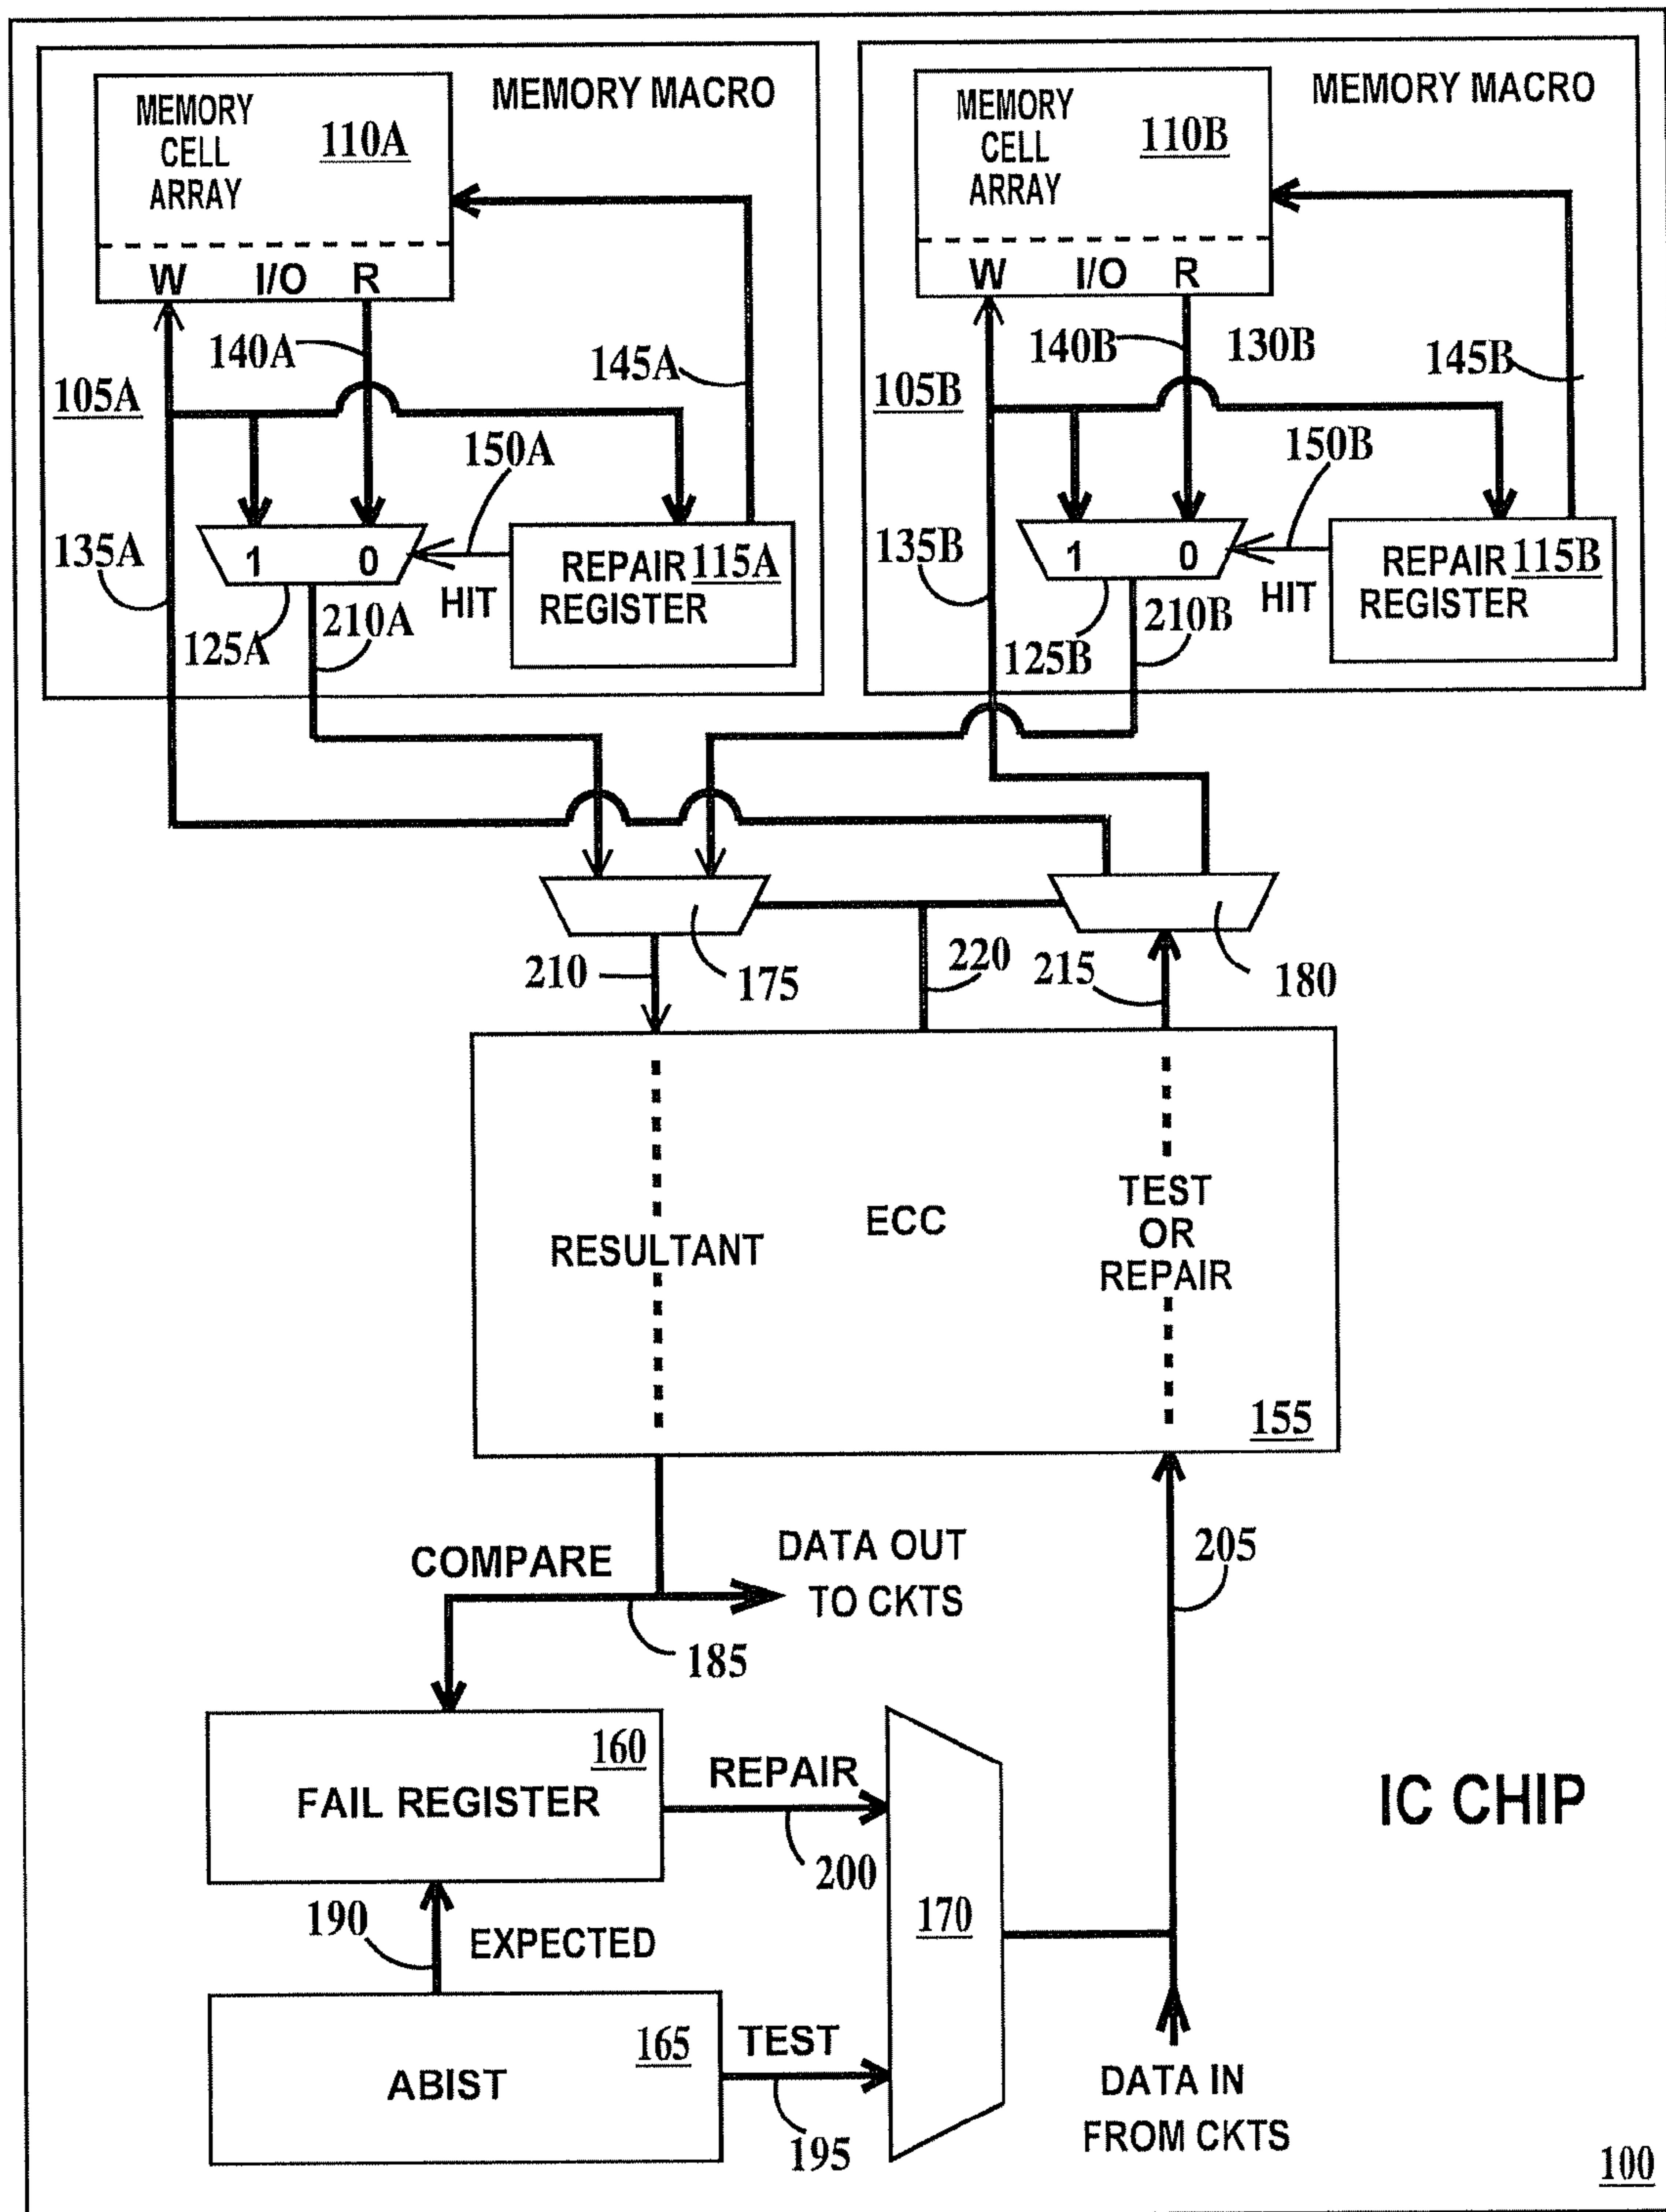 MEMORY MACRO
MEMORY
CELL
ARRAY
110A
W I/O R
140A
145A
105A
150A
135A
1 0
HIT
REPAIR 115A
REGISTER
125A
210A
MEMORY MACRO
MEMORY
CELL
ARRAY
110B
W I/O R
140B
130B
145B
105B
150B
135B
1 0
HIT
REPAIR 115B
REGISTER
125B
210B
210
175
220
215
180
RESULTANT
ECC
TEST
OR
REPAIR
155
COMPARE
DATA OUT
TO CKTS
185
205
160
FAIL REGISTER
REPAIR
200
170
IC CHIP
190
EXPECTED
165
ABIST
TEST
195
DATA IN
FROM CKTS
100